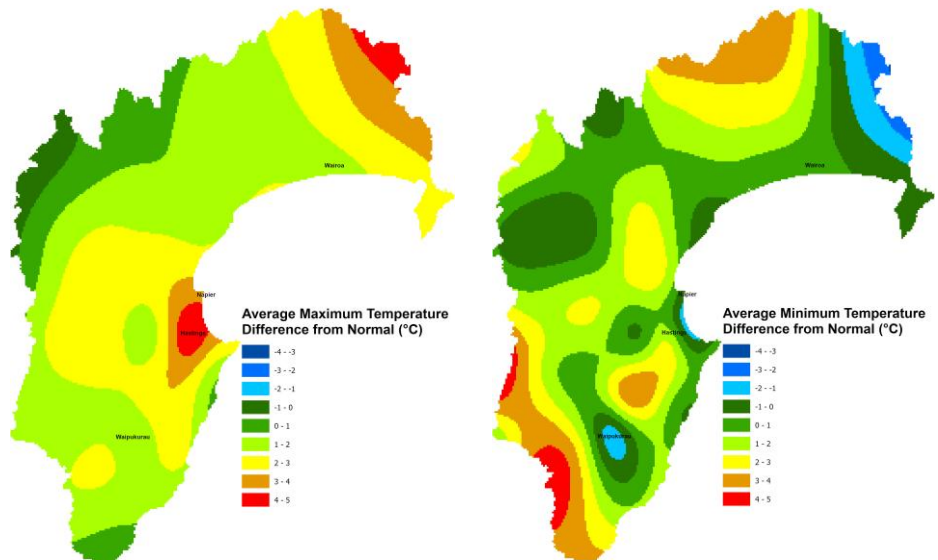 Wairoa
Napier
Hastings
Waipukurau
Average Maximum Temperature
Difference from Normal (°C)
-4 - -3
-3 - -2
-2 - -1
-1 - 0
0 - 1
1 - 2
2 - 3
3 - 4
4 - 5
Wairoa
Napier
Hastings
Waipukurau
Average Minimum Temperature
Difference from Normal (°C)
-4 - -3
-3 - -2
-2 - -1
-1 - 0
0 - 1
1 - 2
2 - 3
3 - 4
4 - 5